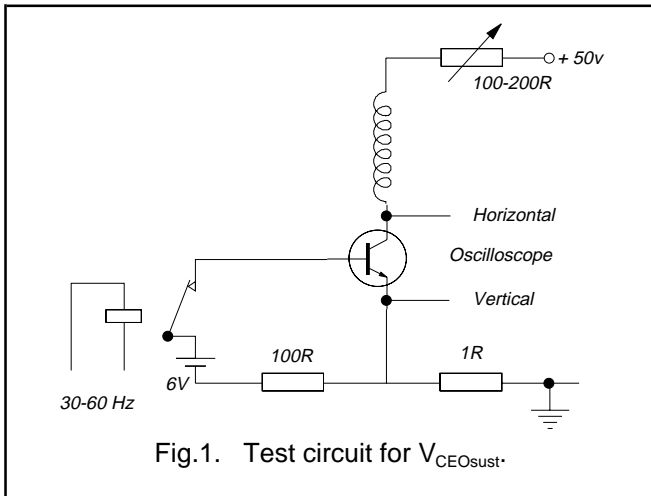 + 50v
100-200R
Horizontal
Oscilloscope
Vertical
100R
1R
6V
30-60 Hz
Fig.1. Test circuit for VCEOsust.